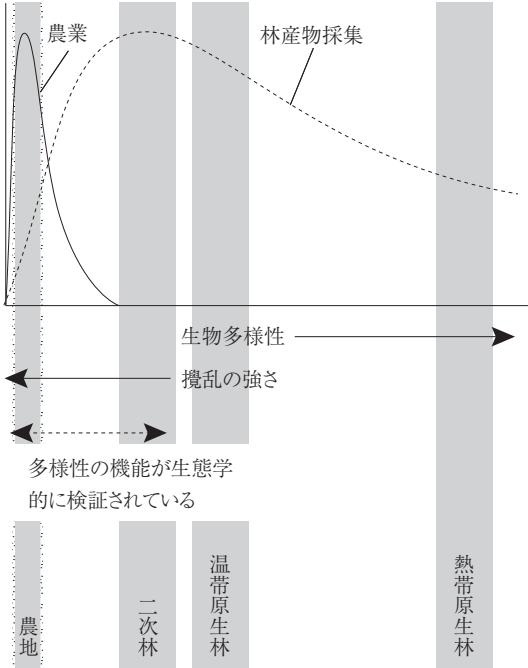 農業
林産物採集
生物多様性
攪乱の強さ
多様性の機能が生態学
的に検証されている
農地
二次林
温帯原生林
熱帯原生林